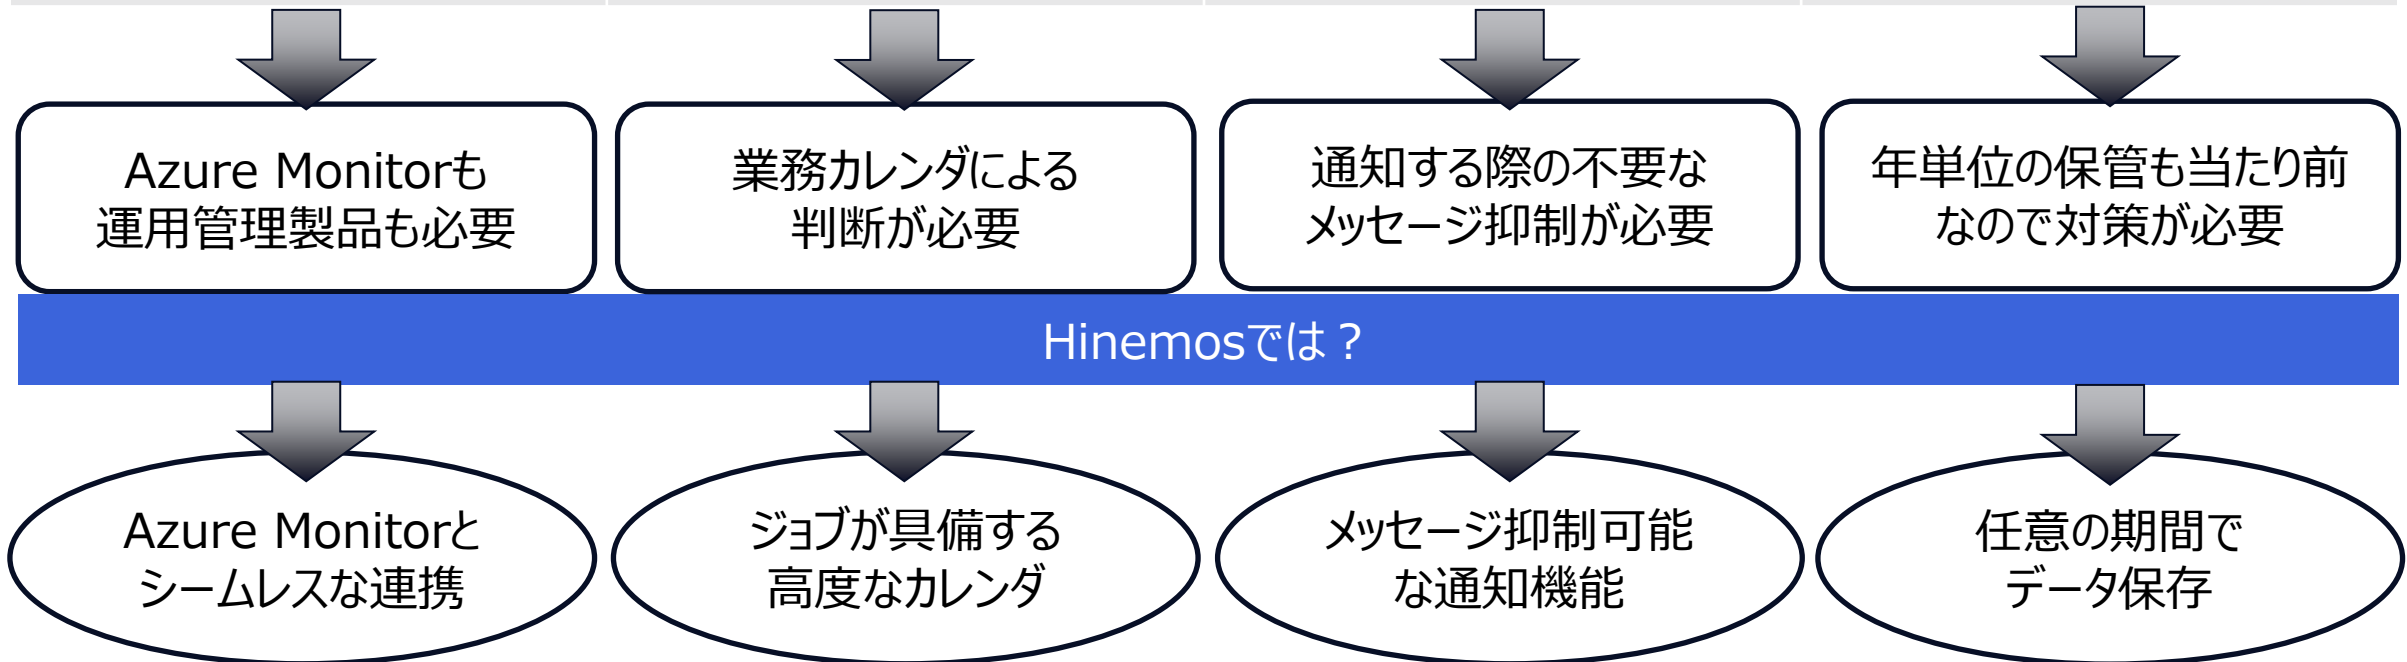 Azure Monitorも
運用管理製品も必要
業務カレンダによる
判断が必要
通知する際の不要な
メッセージ抑制が必要
年単位の保管も当たり前
なので対策が必要
Hinemosでは？
Azure Monitorと
シームレスな連携
ジョブが具備する
高度なカレンダ
メッセージ抑制可能
な通知機能
任意の期間で
データ保存